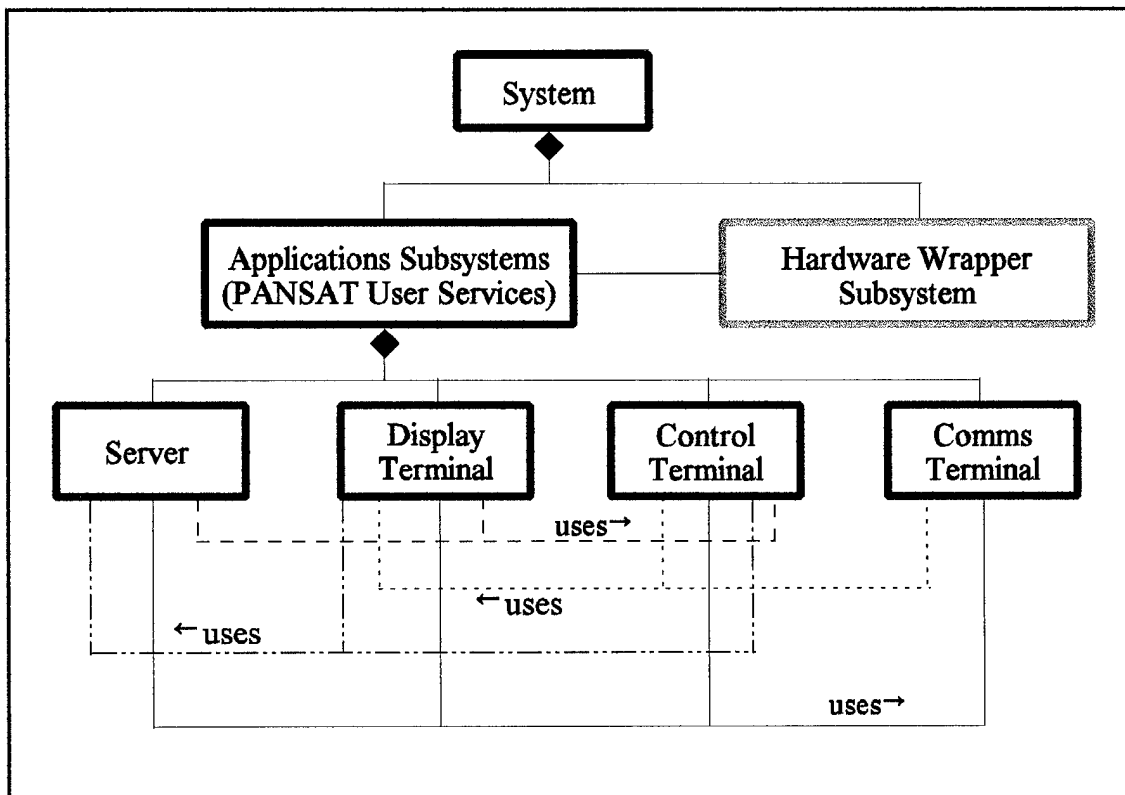 System
Applications Subsystems
(PANSAT User Services)
Hardware Wrapper
Subsystem
Server
Display
Terminal
Control
Terminal
Comms
Terminal
uses→
←uses
←uses
uses→